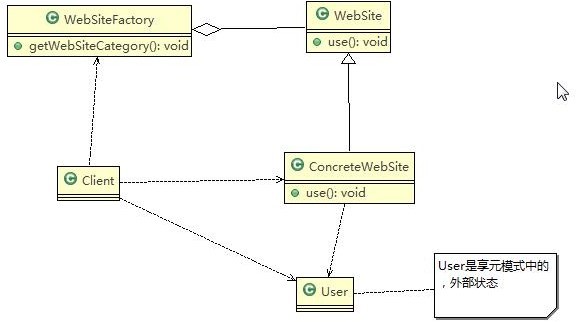 WebSiteFactory
getWebSiteCategory(): void
WebSite
use(): void
Client
ConcreteWebSite
use(): void
User
User是享元模式中的
，外部状态